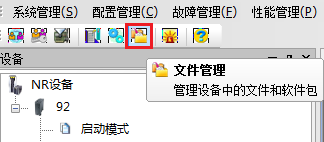 系统管理(S) 配置管理(C) 故障管理(F) 性能管理(P)
设备
NR设备
92
启动模式
文件管理
管理设备中的文件和软件包